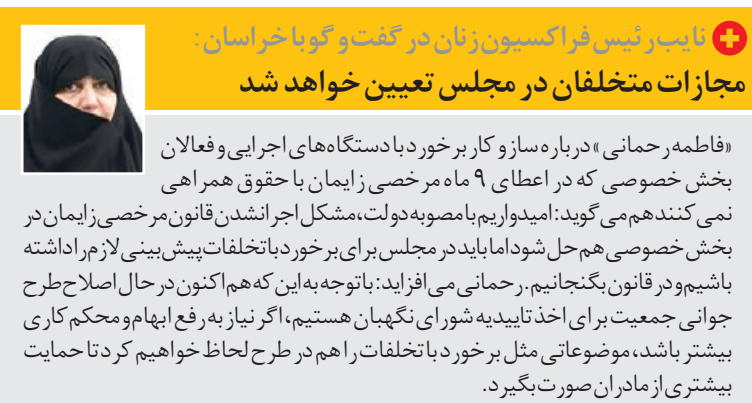 نایب رئیس فراکسیون زنان در گفت و گو با خراسان:
مجازات متخلفان در مجلس تعیین خواهد شد
«فاطمه رحمانی» درباره ساز و کار برخورد با دستگاه‌های اجرایی و فعالان
بخش خصوصی که در اعطای ۹ ماه مرخصی زایمان با حقوق همراهی
نمی کنند هم می گوید: امیدواریم با مصوبه دولت، مشکل اجرا نشدن قانون مرخصی زایمان در
بخش خصوصی هم حل شود اما باید در مجلس برای برخورد با تخلفات پیش بینی لازم را داشته
باشیم و در قانون بگنجانیم. رحمانی می افزاید: با توجه به این که هم اکنون در حال اصلاح طرح
جوانی جمعیت برای اخذ تاییدیه شورای نگهبان هستیم، اگر نیاز به رفع ابهام و محکم کاری
بیشتر باشد، موضوعاتی مثل برخورد با تخلفات را هم در طرح لحاظ خواهیم کرد تا حمایت
بیشتری از مادران صورت بگیرد.